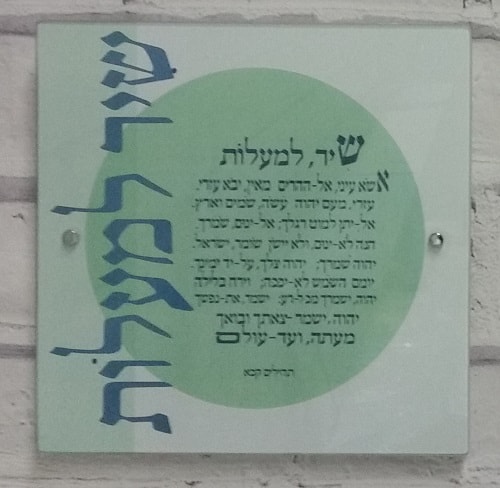 שיר למעלות
שיר, למעלות
אשא עיני, אל-ההרים מאין, יבא עזרי.
עזרי, מעם יהוה עשה, שמים וארץ.
אל-יתן למוט רגלך; אל-ינום, שמרך.
הנה לא-ינום, ולא יישן שומר, ישראל.
יהוה שמרך; יהוה צלך, על-יד ימינך.
יומם השמש לא-יככה; וירח בלילה
יהוה, ישמרך מכל-רע: ישמר, את-נפשך
יהוה, ישמר-צאתך ובואך
מעתה, ועד-עולם
תהילים קכא